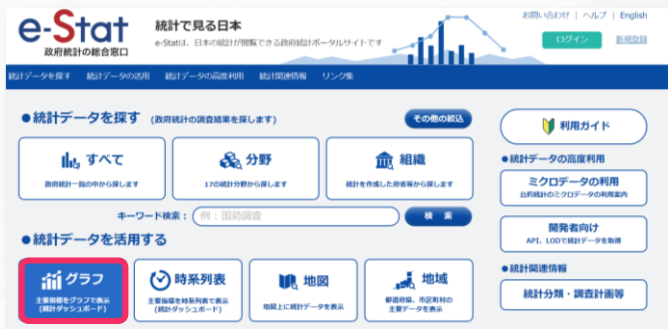 e-Stat
政府統計の総合窓口
統計で見る日本
e-Statは、日本の統計が閲覧できる政府統計ポータルサイトです
お問い合わせ | ヘルプ | English
ログイン
新規登録
統計データを探す 統計データの活用 統計データの高度利用 統計関連情報 リンク集
●統計データを探す (政府統計の調査結果を探します)
その他の絞込
すべて
政府統計一覧の中から探します
分野
17の統計分野から探します
組織
統計を作成した府省等から探します
キーワード検索: 例:国勢調査
検 索
●統計データを活用する
グラフ
主要指標をグラフで表示
(統計ダッシュボード)
時系列表
主要指標を時系列表で表示
(統計ダッシュボード)
地図
地図上に統計データを表示
地域
都道府県、市区町村の
主要データを表示
利用ガイド
●統計データの高度利用
ミクロデータの利用
公的統計のミクロデータの利用案内
開発者向け
API、LODで統計データを取得
●統計関連情報
統計分類・調査計画等